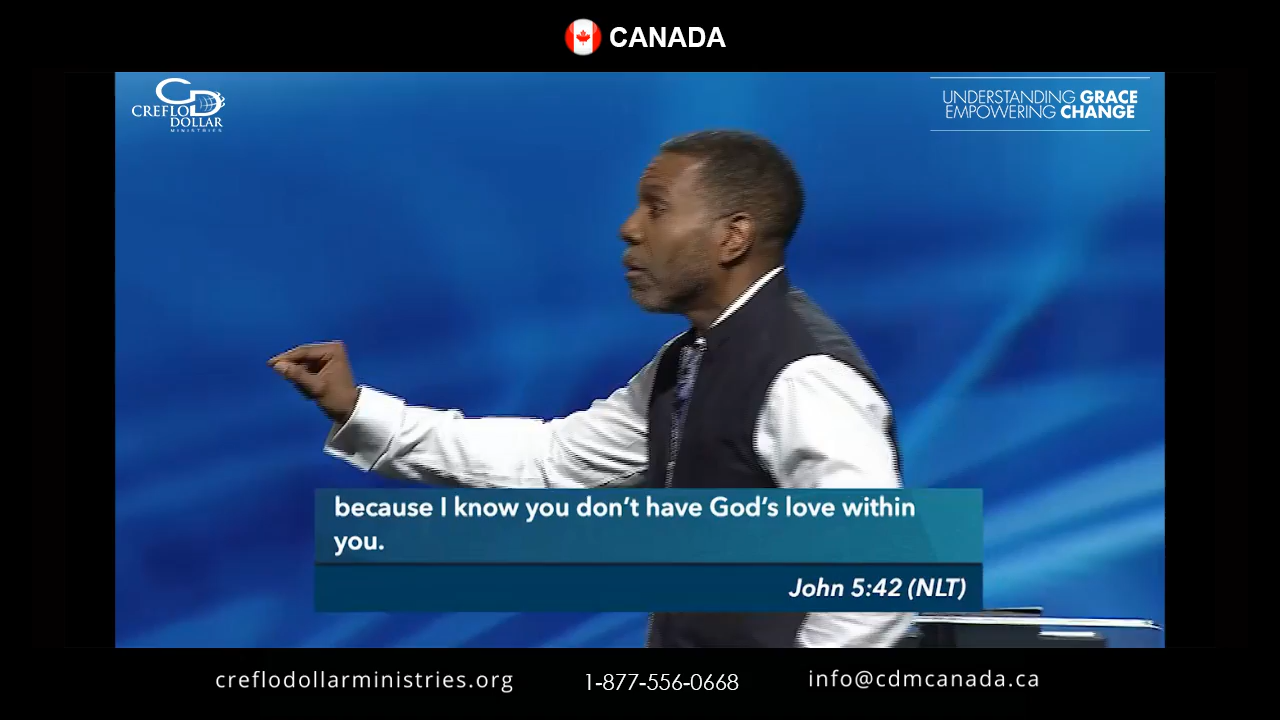 CANADA
CREFLO
DOLLAR
MINISTRIES
UNDERSTANDING GRACE
EMPOWERING CHANGE
because I know you don’t have God’s love within
you.
John 5:42 (NLT)
creflodollarministries.org
1-877-556-0668
info@cdmcanada.ca